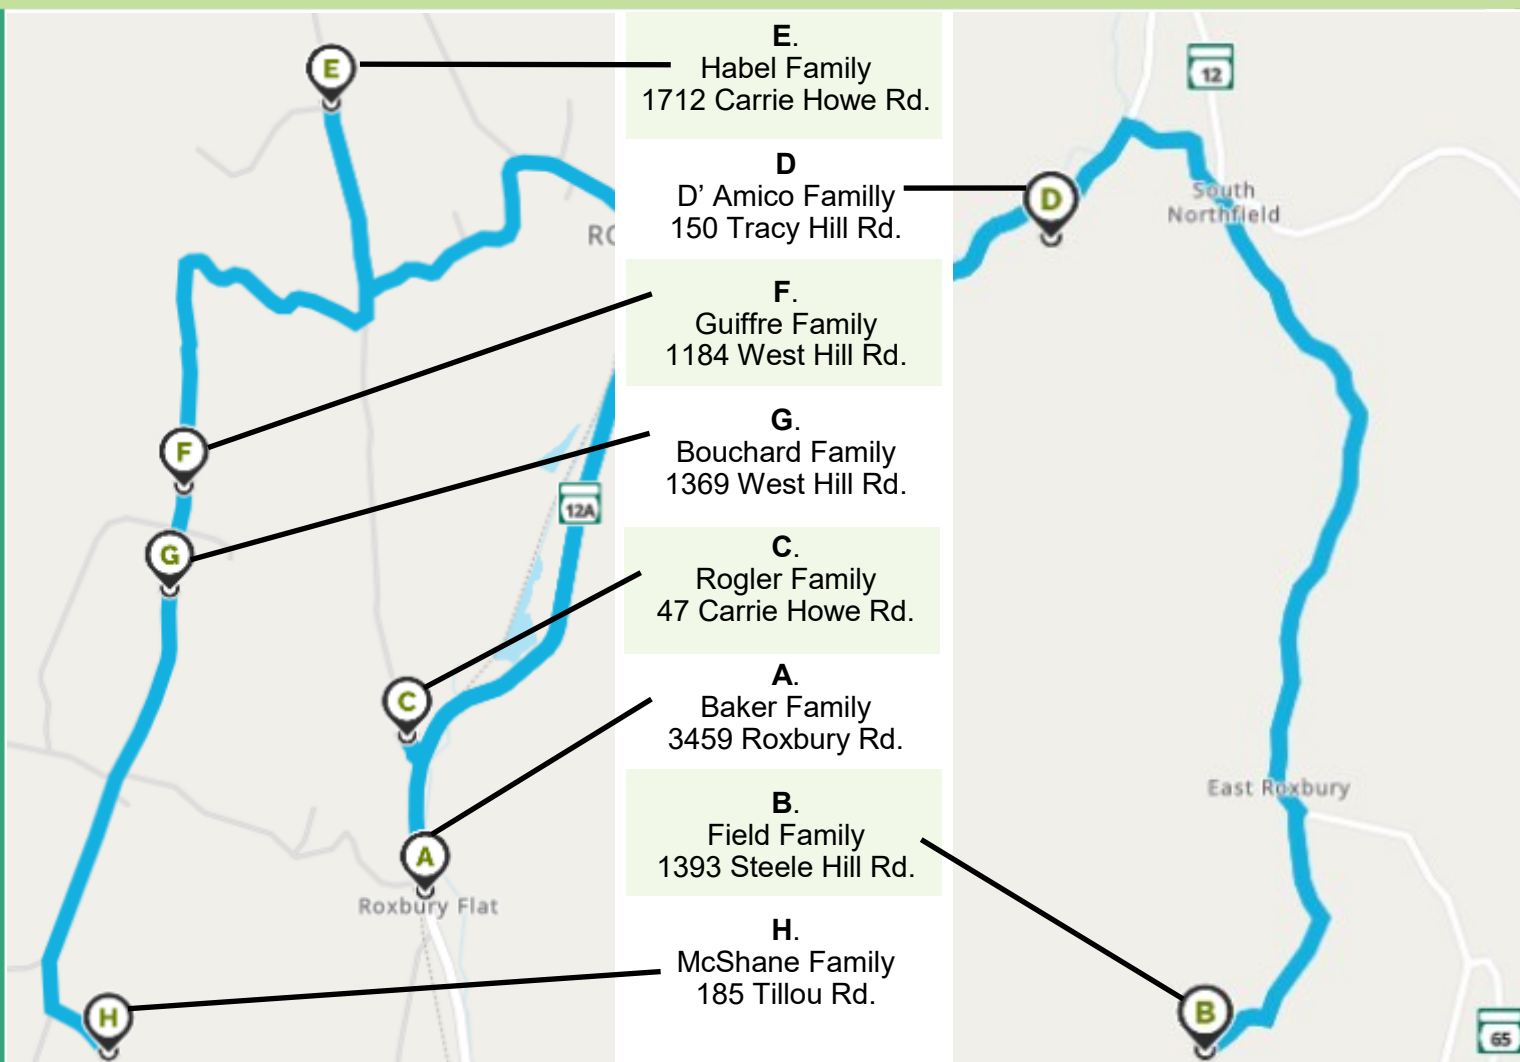 E
RO
F
G
12A
C
A
Roxbury Flat
H
E.
Habel Family
1712 Carrie Howe Rd.
D
D’ Amico Familly
150 Tracy Hill Rd.
F.
Guiffre Family
1184 West Hill Rd.
G.
Bouchard Family
1369 West Hill Rd.
C.
Rogler Family
47 Carrie Howe Rd.
A.
Baker Family
3459 Roxbury Rd.
B.
Field Family
1393 Steele Hill Rd.
H.
McShane Family
185 Tillou Rd.
12
D
South
Northfield
East Roxbury
B
65